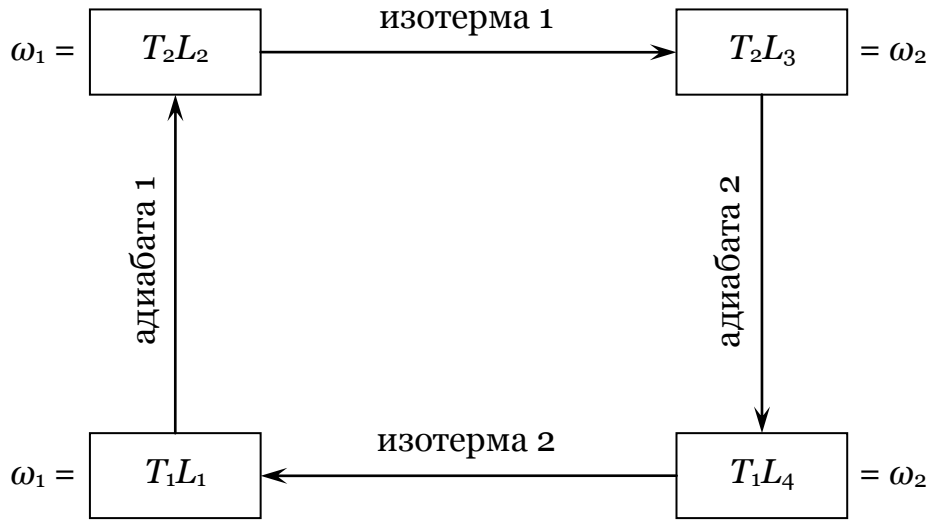 изотерма 1
ω₁ = T₂L₂ T₂L₃ = ω₂
адиабата 1
адиабата 2
изотерма 2
ω₁ = T₁L₁ T₁L₄ = ω₂